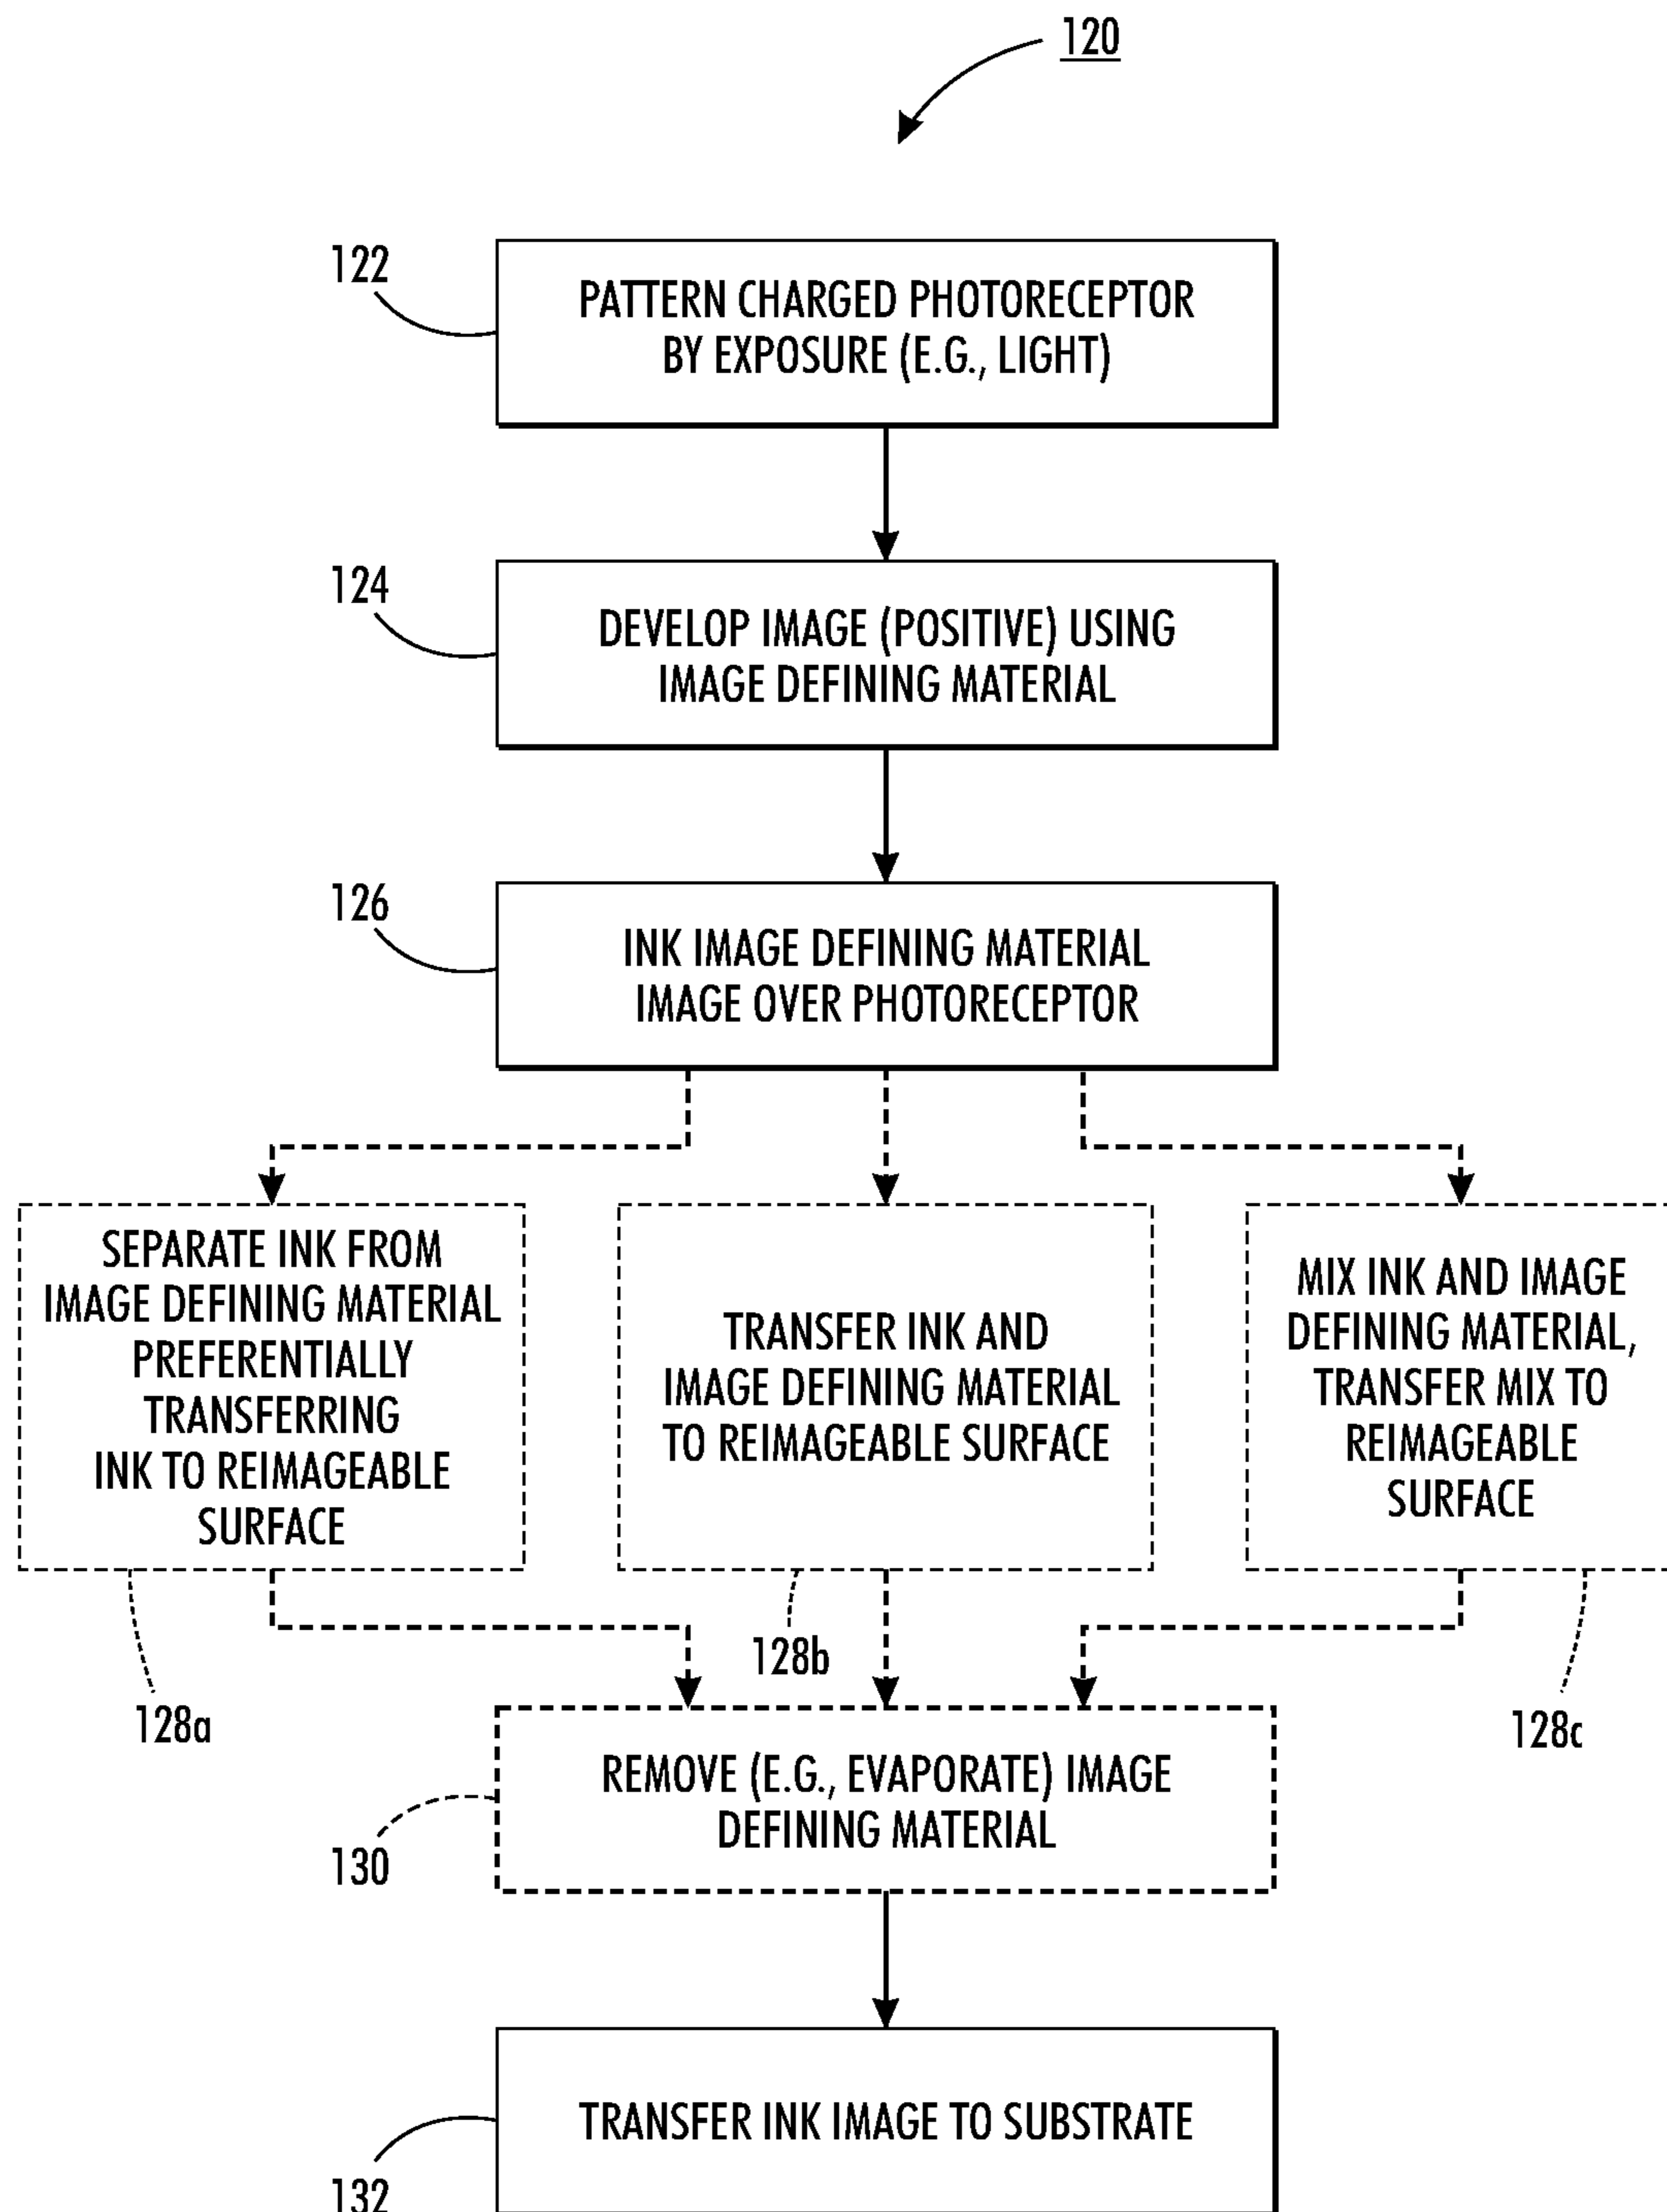 120
122
PATTERN CHARGED PHOTORECEPTOR
BY EXPOSURE (E.G., LIGHT)
124
DEVELOP IMAGE (POSITIVE) USING
IMAGE DEFINING MATERIAL
126
INK IMAGE DEFINING MATERIAL
IMAGE OVER PHOTORECEPTOR
SEPARATE INK FROM
IMAGE DEFINING MATERIAL
PREFERENTIALLY
TRANSFERRING
INK TO REIMAGEABLE
SURFACE
128a
TRANSFER INK AND
IMAGE DEFINING MATERIAL
TO REIMAGEABLE SURFACE
128b
MIX INK AND IMAGE
DEFINING MATERIAL,
TRANSFER MIX TO
REIMAGEABLE
SURFACE
128c
REMOVE (E.G., EVAPORATE) IMAGE
DEFINING MATERIAL
130
TRANSFER INK IMAGE TO SUBSTRATE
132